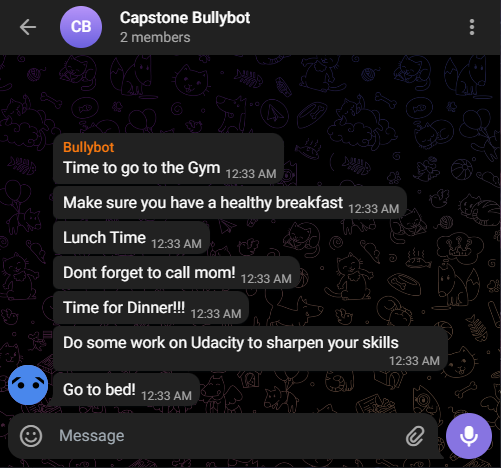 CB
Capstone Bullybot
2 members
Bullybot
Time to go to the Gym 12:33 AM
Make sure you have a healthy breakfast 12:33 AM
Lunch Time 12:33 AM
Dont forget to call mom! 12:33 AM
Time for Dinner!!! 12:33 AM
Do some work on Udacity to sharpen your skills
12:33 AM
Go to bed! 12:33 AM
Message